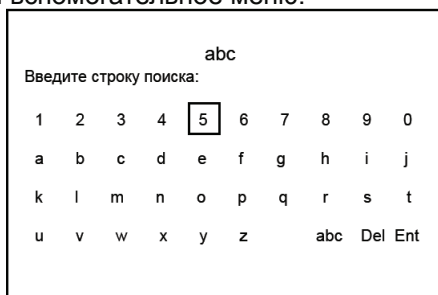 вспомогательное меню.
abc
Введите строку поиска:
1 2 3 4 5 6 7 8 9 0
a b c d e f g h i j
k l m n o p q r s t
u v w x y z abc Del Ent